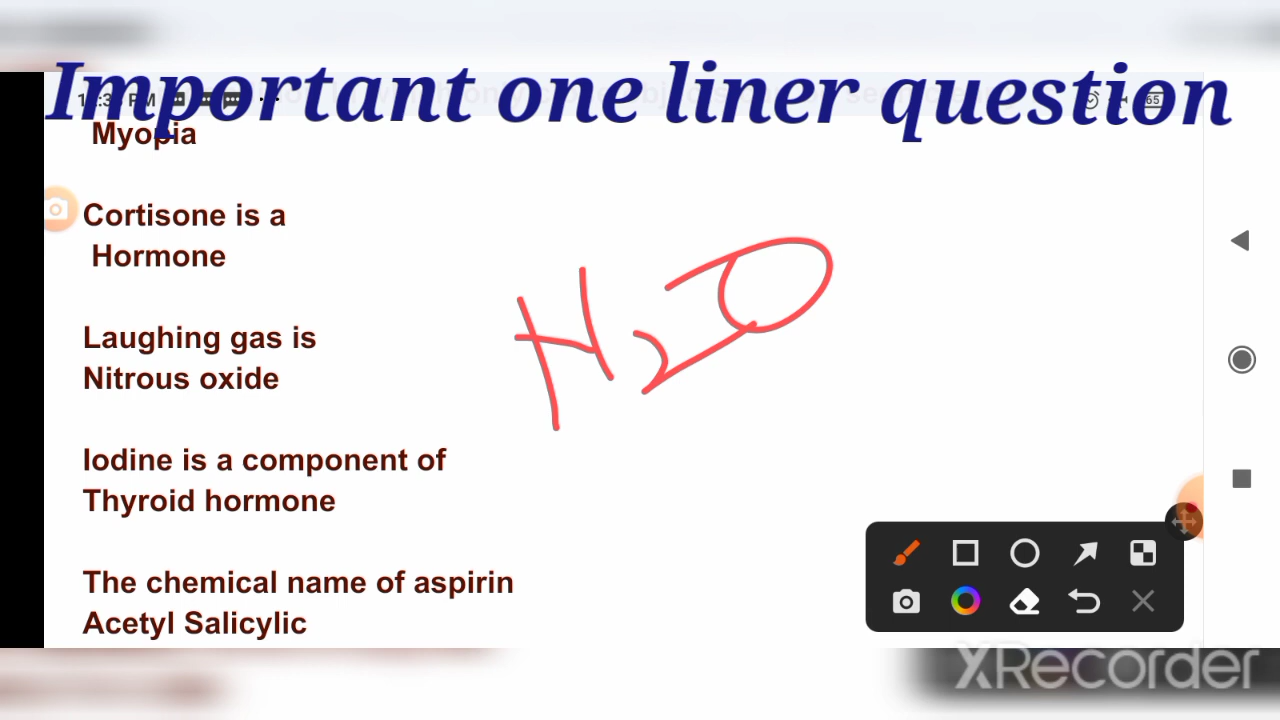 Important one liner question
Myopia
Cortisone is a
Hormone
N2O
Laughing gas is
Nitrous oxide
Iodine is a component of
Thyroid hormone
The chemical name of aspirin
Acetyl Salicylic
XRecorder